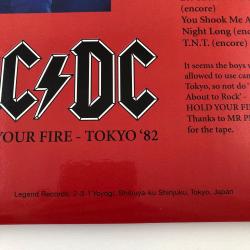 (encore)
You Shook Me A
Night Long (encore)
T.N.T. (encore)
It seems the boys w
allowed to use can
Tokyo, so not do "
About to Rock" -
HOLD YOUR FIRE
Thanks to MR P
for the tape.
C⚡DC
YOUR FIRE - TOKYO '82
Legend Records, 2-3-1 Yoyogi, Shibuya-ku Shinjuku, Tokyo, Japan